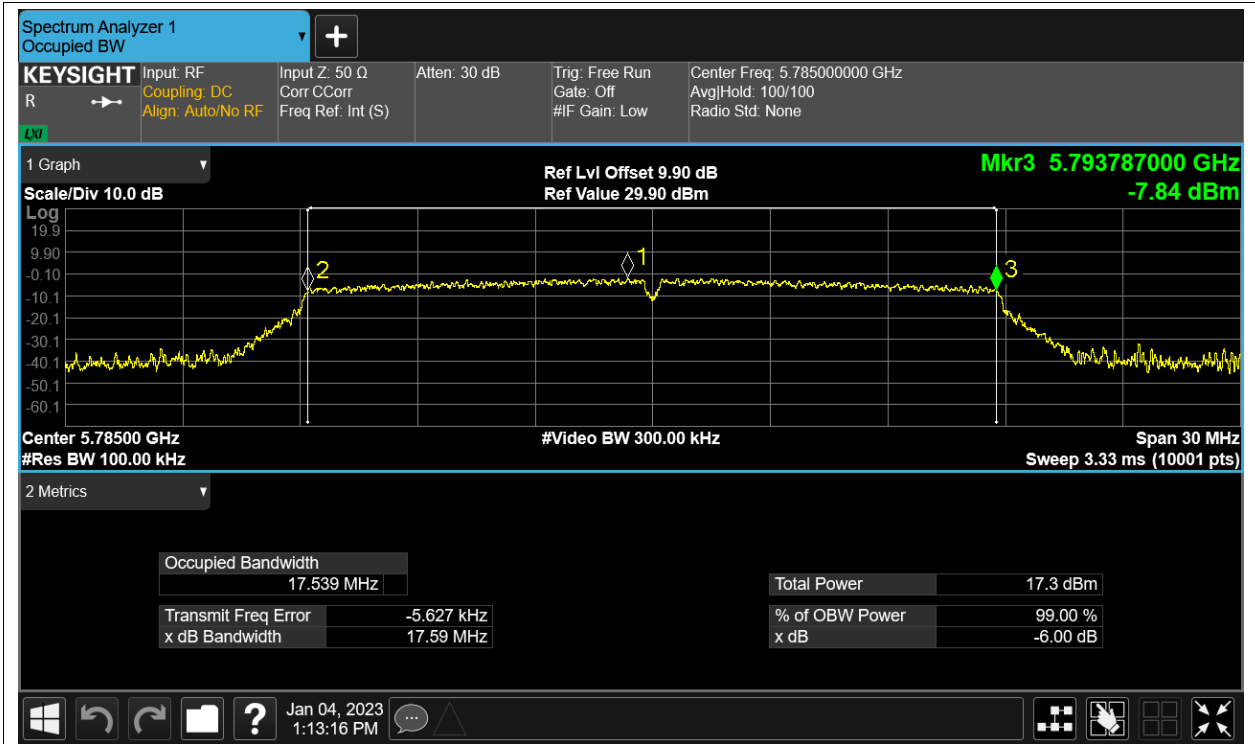 Spectrum Analyzer 1
Occupied BW
KEYSIGHT
R
LXI
Input: RF
Coupling: DC
Align: Auto/No RF
Input Z: 50 Ω
Corr CCorr
Freq Ref: Int (S)
Atten: 30 dB
Trig: Free Run
Gate: Off
#IF Gain: Low
Center Freq: 5.785000000 GHz
Avg|Hold: 100/100
Radio Std: None
1 Graph
Scale/Div 10.0 dB
Ref Lvl Offset 9.90 dB
Ref Value 29.90 dBm
Mkr3 5.793787000 GHz
-7.84 dBm
Log
19.9
9.90
-0.10
-10.1
-20.1
-30.1
-40.1
-50.1
-60.1
2
1
3
Center 5.78500 GHz
#Res BW 100.00 kHz
#Video BW 300.00 kHz
Span 30 MHz
Sweep 3.33 ms (10001 pts)
2 Metrics
Occupied Bandwidth
17.539 MHz
Transmit Freq Error -5.627 kHz
x dB Bandwidth 17.59 MHz
Total Power 17.3 dBm
% of OBW Power 99.00 %
x dB -6.00 dB
?
Jan 04, 2023
1:13:16 PM